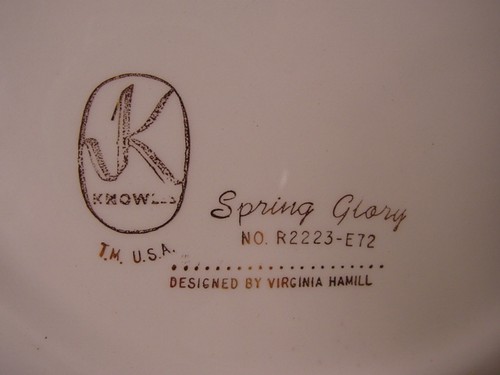 K
KNOWLES
T.M. U.S.A.
Spring Glory
NO. R2223-E72
DESIGNED BY VIRGINIA HAMILL